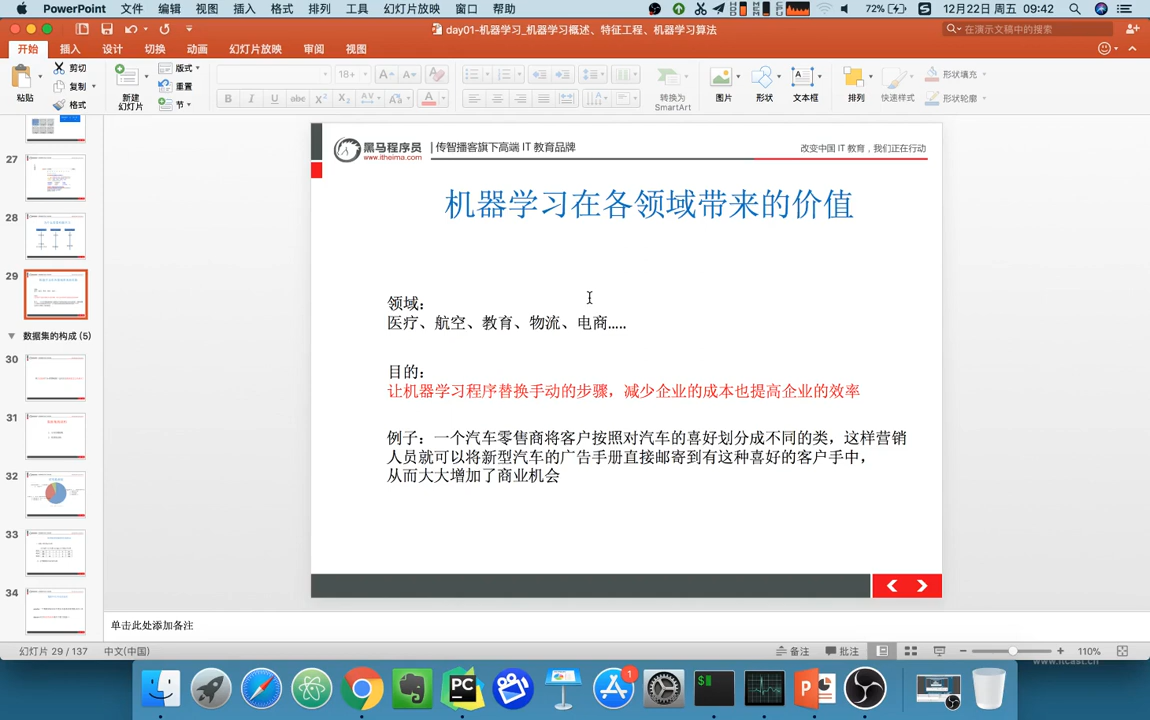 PowerPoint 文件 编辑 视图 插入 格式 排列 工具 幻灯片放映 窗口 帮助 72% 12月22日 周五 09:42
day01-机器学习_机器学习概述、特征工程、机器学习算法
在演示文稿中的搜索
开始 插入 设计 切换 动画 幻灯片放映 审阅 视图
粘贴 剪切 复制 格式
新建 幻灯片 版式 重置 节
18+
转换为 SmartArt
图片 形状 文本框 排列 快速样式 形状填充 形状轮廓
27
28
29
数据集的构成 (5)
30
31
32
33
34
黑马程序员 www.itheima.com 传智播客旗下高端 IT 教育品牌
改变中国 IT 教育，我们正在行动
机器学习在各领域带来的价值
领域：
医疗、航空、教育、物流、电商.....
目的：
让机器学习程序替换手动的步骤，减少企业的成本也提高企业的效率
例子：一个汽车零售商将客户按照对汽车的喜好划分成不同的类，这样营销
人员就可以将新型汽车的广告手册直接邮寄到有这种喜好的客户手中，
从而大大增加了商业机会
单击此处添加备注
幻灯片 29 / 137 中文(中国) 备注 批注 110%
www.itcast.cn